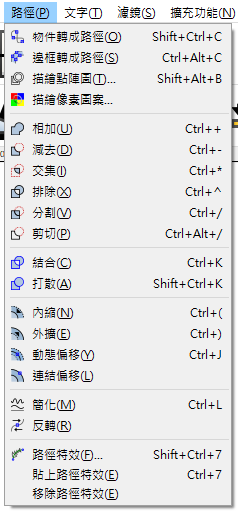 路徑(P) 文字(T) 濾鏡(S) 擴充功能(N)
物件轉成路徑(O) Shift+Ctrl+C
邊框轉成路徑(S) Ctrl+Alt+C
描繪點陣圖(T)... Shift+Alt+B
描繪像素圖案...
相加(U) Ctrl++
減去(D) Ctrl+-
交集(I) Ctrl+*
排除(X) Ctrl+^
分割(V) Ctrl+/
剪切(P) Ctrl+Alt+/
結合(C) Ctrl+K
打散(A) Shift+Ctrl+K
內縮(N) Ctrl+(
外擴(E) Ctrl+)
動態偏移(Y) Ctrl+J
連結偏移(L)
簡化(M) Ctrl+L
反轉(R)
路徑特效(F)... Shift+Ctrl+7
貼上路徑特效(E) Ctrl+7
移除路徑特效(E)